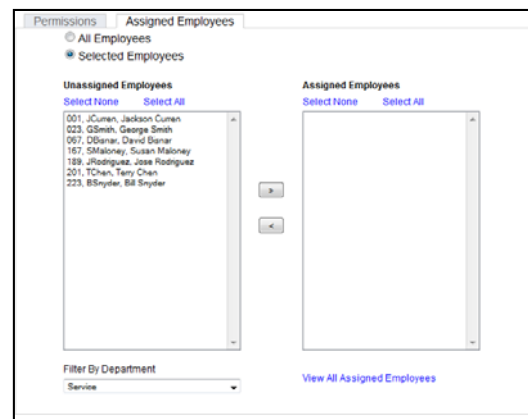 Permissions Assigned Employees
All Employees
Selected Employees
Unassigned Employees Assigned Employees
Select None Select All Select None Select All
001, JCurren, Jackson Curren
023, GSmith, George Smith
067, DBisnar, David Bisnar
167, SMaloney, Susan Maloney
189, JRodriguez, Jose Rodriguez
201, TChen, Terry Chen
223, BSnyder, Bill Snyder
»
<
Filter By Department
View All Assigned Employees
Service